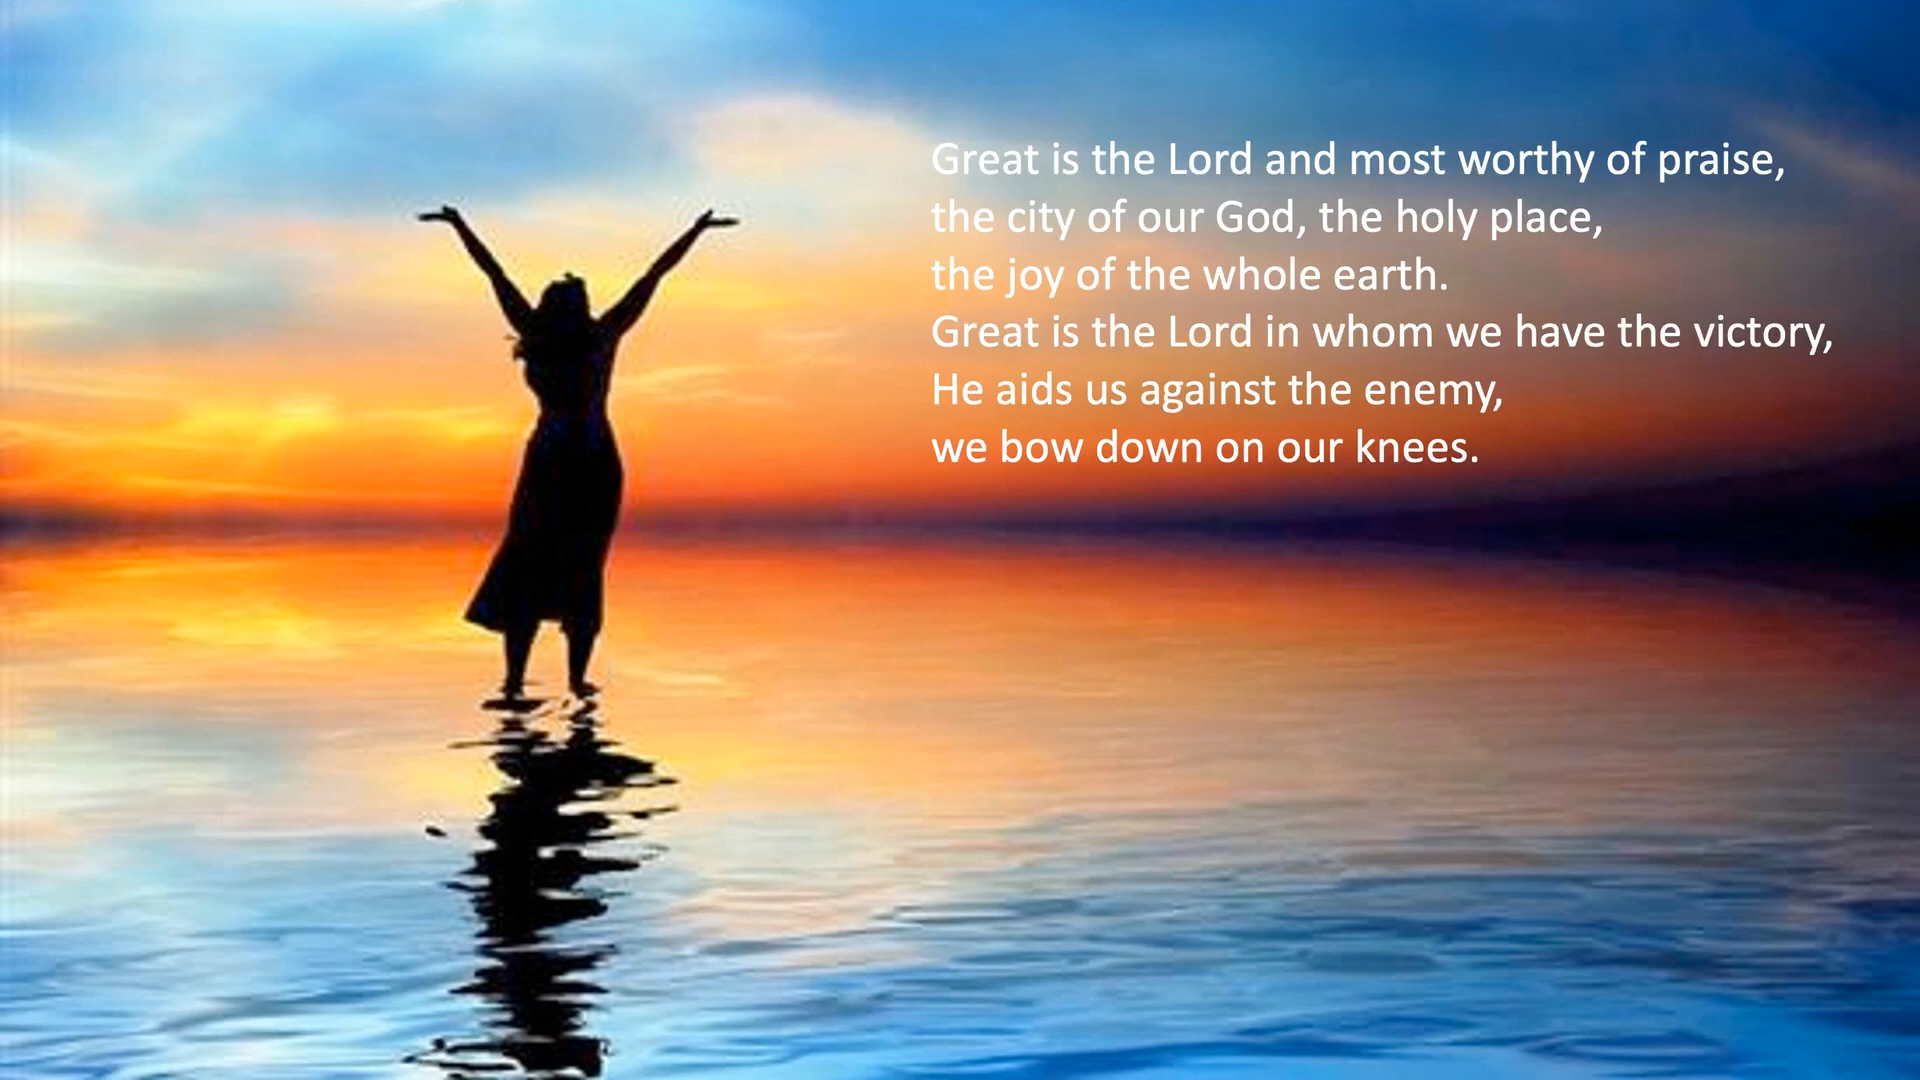 Great is the Lord and most worthy of praise,
the city of our God, the holy place,
the joy of the whole earth.
Great is the Lord in whom we have the victory,
He aids us against the enemy,
we bow down on our knees.